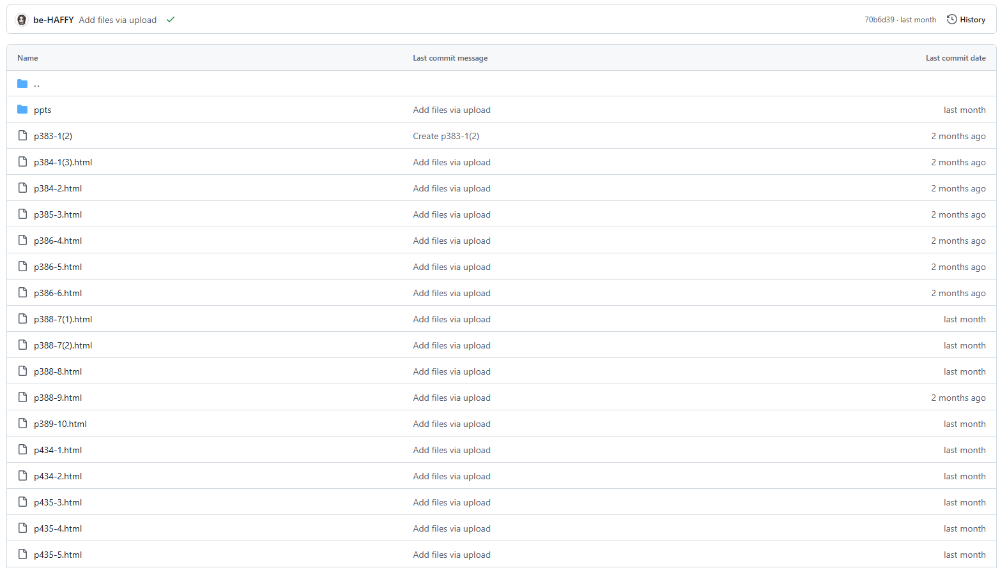 be-HAFFY Add files via upload 70b6d39 · last month History
Name Last commit message Last commit date
..
ppts Add files via upload last month
p383-1(2) Create p383-1(2) 2 months ago
p384-1(3).html Add files via upload 2 months ago
p384-2.html Add files via upload 2 months ago
p385-3.html Add files via upload 2 months ago
p386-4.html Add files via upload 2 months ago
p386-5.html Add files via upload 2 months ago
p386-6.html Add files via upload 2 months ago
p388-7(1).html Add files via upload last month
p388-7(2).html Add files via upload last month
p388-8.html Add files via upload last month
p388-9.html Add files via upload 2 months ago
p389-10.html Add files via upload last month
p434-1.html Add files via upload last month
p434-2.html Add files via upload last month
p435-3.html Add files via upload last month
p435-4.html Add files via upload last month
p435-5.html Add files via upload last month